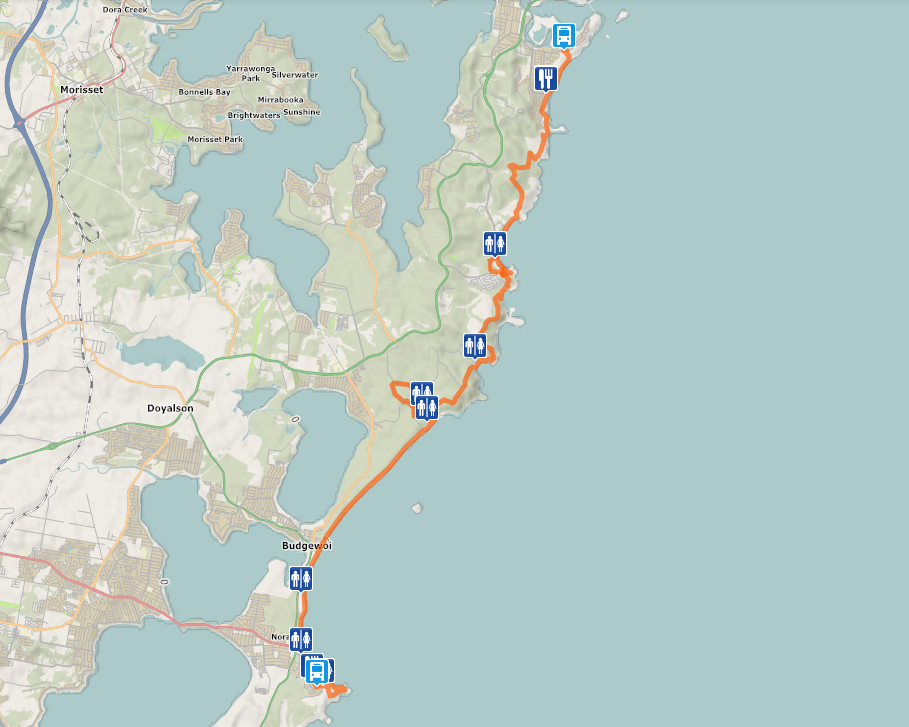 Dora Creek
Yarrawonga
Park
Silverwater
Morisset
Bonnells Bay
Mirrabooka
Brightwaters
Sunshine
Morisset Park
Doyalson
Budgewoi
Nora